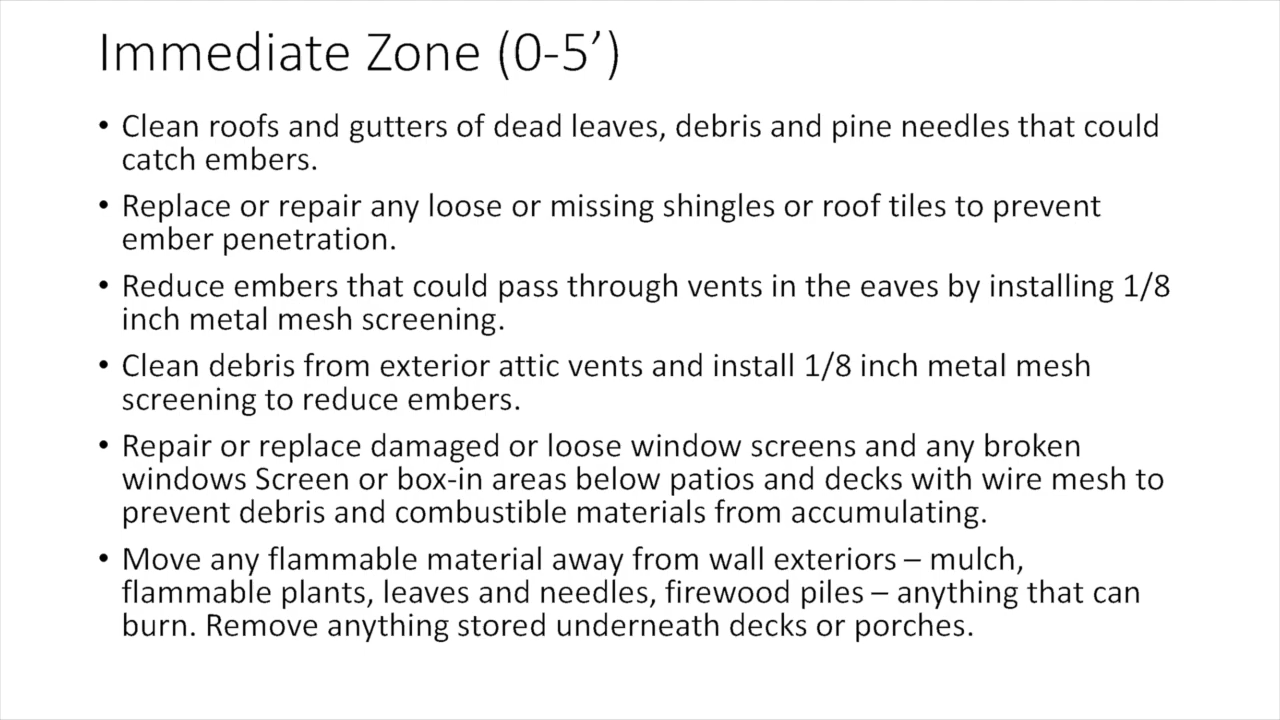 Immediate Zone (0-5’)
• Clean roofs and gutters of dead leaves, debris and pine needles that could
catch embers.
• Replace or repair any loose or missing shingles or roof tiles to prevent
ember penetration.
• Reduce embers that could pass through vents in the eaves by installing 1/8
inch metal mesh screening.
• Clean debris from exterior attic vents and install 1/8 inch metal mesh
screening to reduce embers.
• Repair or replace damaged or loose window screens and any broken
windows Screen or box-in areas below patios and decks with wire mesh to
prevent debris and combustible materials from accumulating.
• Move any flammable material away from wall exteriors – mulch,
flammable plants, leaves and needles, firewood piles – anything that can
burn. Remove anything stored underneath decks or porches.